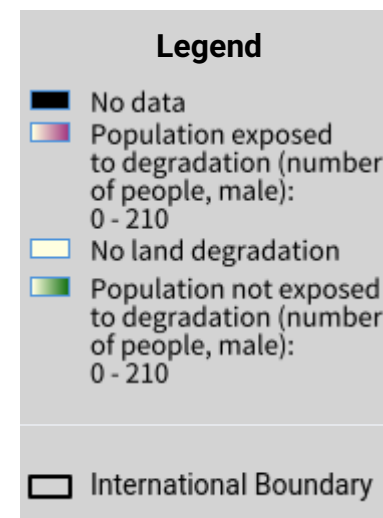 Legend
No data
Population exposed
to degradation (number
of people, male):
0 - 210
No land degradation
Population not exposed
to degradation (number
of people, male):
0 - 210
International Boundary